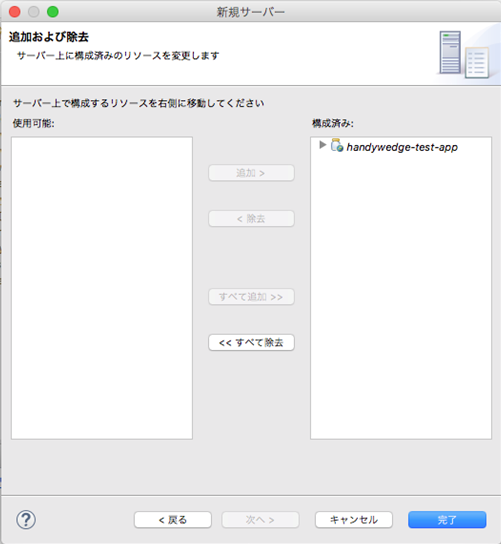 新規サーバー
追加および除去
サーバー上に構成済みのリソースを変更します
サーバー上で構成するリソースを右側に移動してください
使用可能:
構成済み:
handywedge-test-app
追加 >
< 除去
すべて追加 >>
<< すべて除去
?
< 戻る
次へ >
キャンセル
完了